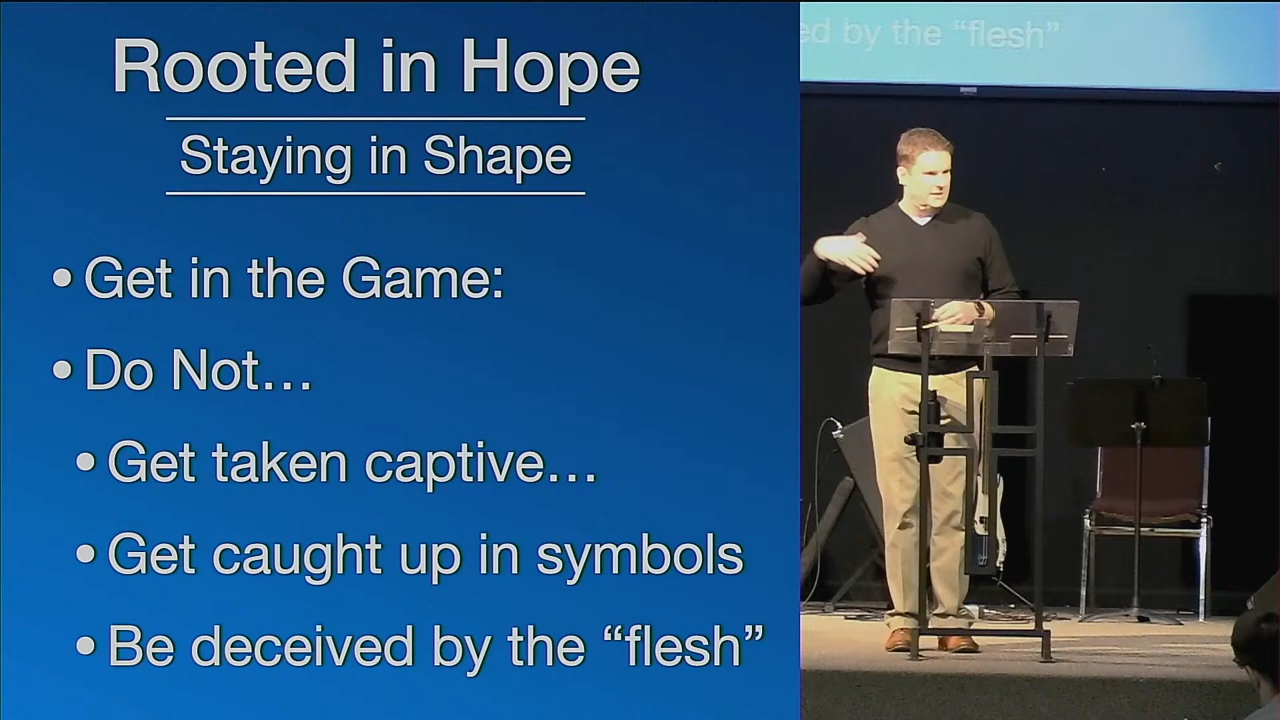 Rooted in Hope
Staying in Shape
• Get in the Game:
• Do Not…
• Get taken captive…
• Get caught up in symbols
• Be deceived by the “flesh”
ed by the “flesh”